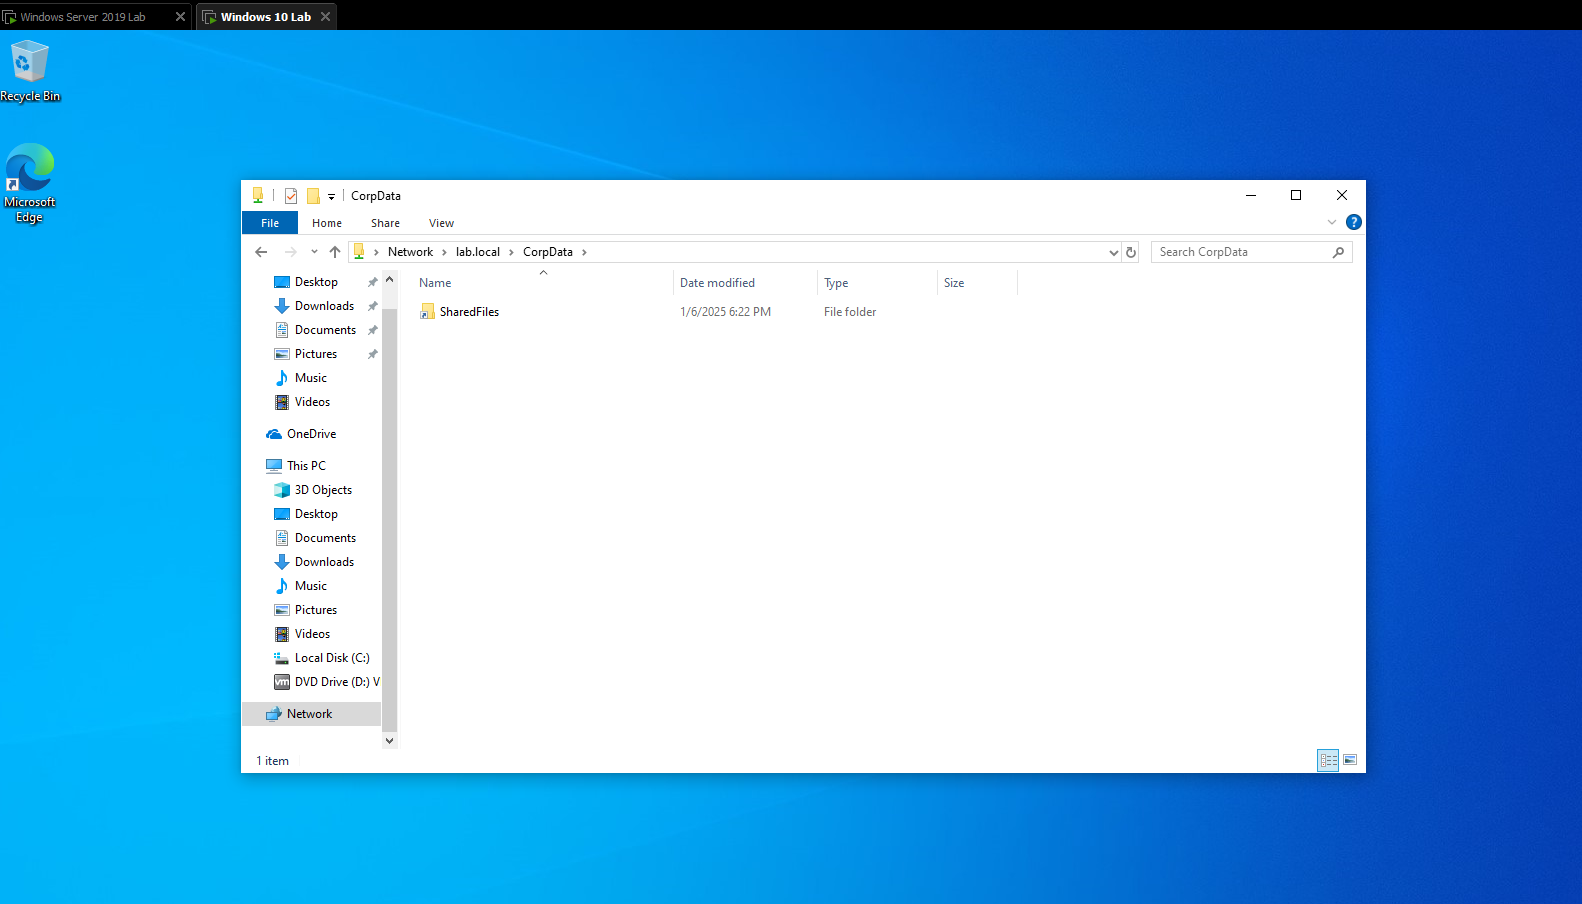 Windows Server 2019 Lab
Windows 10 Lab
Recycle Bin
Microsoft
Edge
CorpData
File
Home
Share
View
Network
lab.local
CorpData
Search CorpData
Desktop
Downloads
Documents
Pictures
Music
Videos
OneDrive
This PC
3D Objects
Desktop
Documents
Downloads
Music
Pictures
Videos
Local Disk (C:)
vm DVD Drive (D:) V
Network
Name
Date modified
Type
Size
SharedFiles
1/6/2025 6:22 PM
File folder
1 item